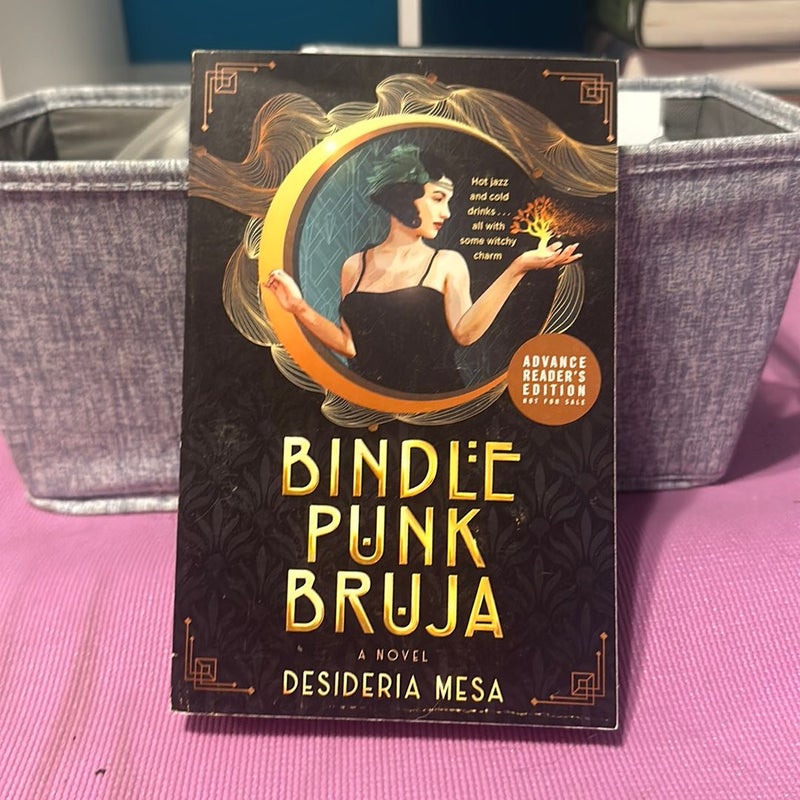 Hot jazz
and cold
drinks . . .
all with
some witchy
charm
ADVANCE
READER'S
EDITION
NOT FOR SALE
BINDLE
PUNK
BRUJA
A NOVEL
DESIDERIA MESA